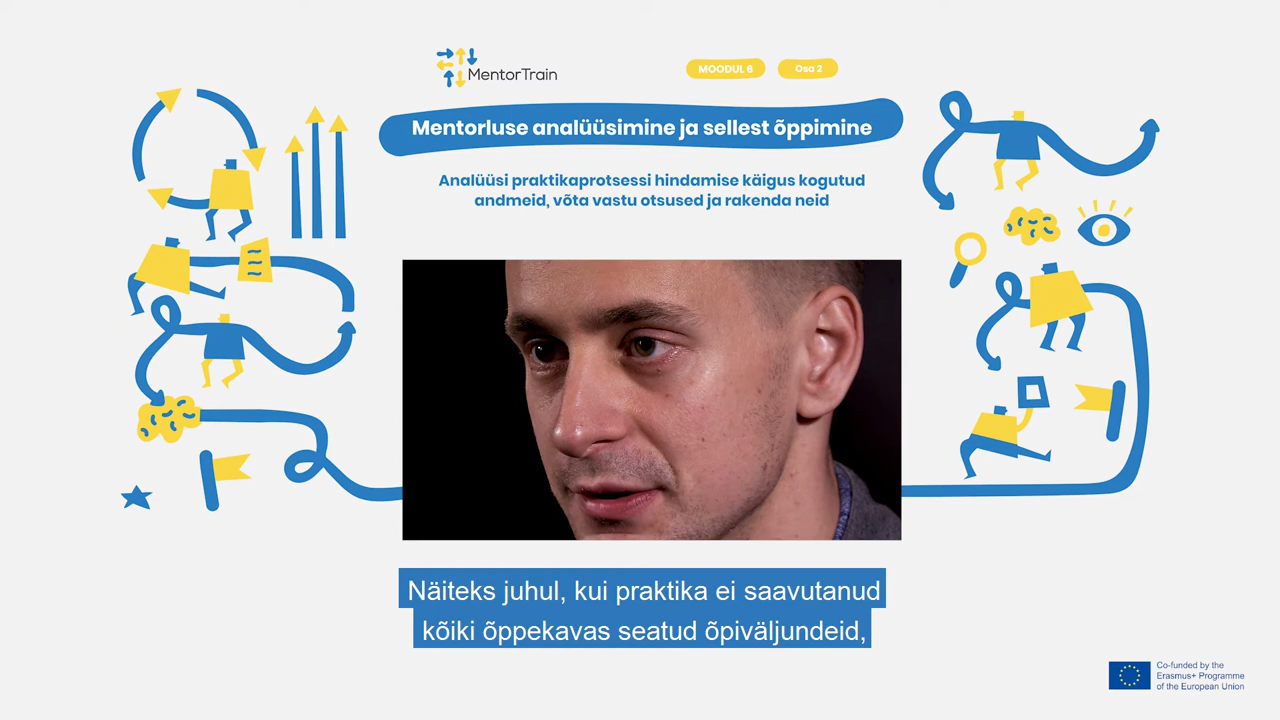 MentorTrain
MOODUL 6
Osa 2
Mentorluse analüüsimine ja sellest õppimine
Analüüsi praktikaprotsessi hindamise käigus kogutud
andmeid, võta vastu otsused ja rakenda neid
Näiteks juhul, kui praktika ei saavutanud
kõiki õppekavas seatud õpiväljundeid,
Co-funded by the
Erasmus+ Programme
of the European Union